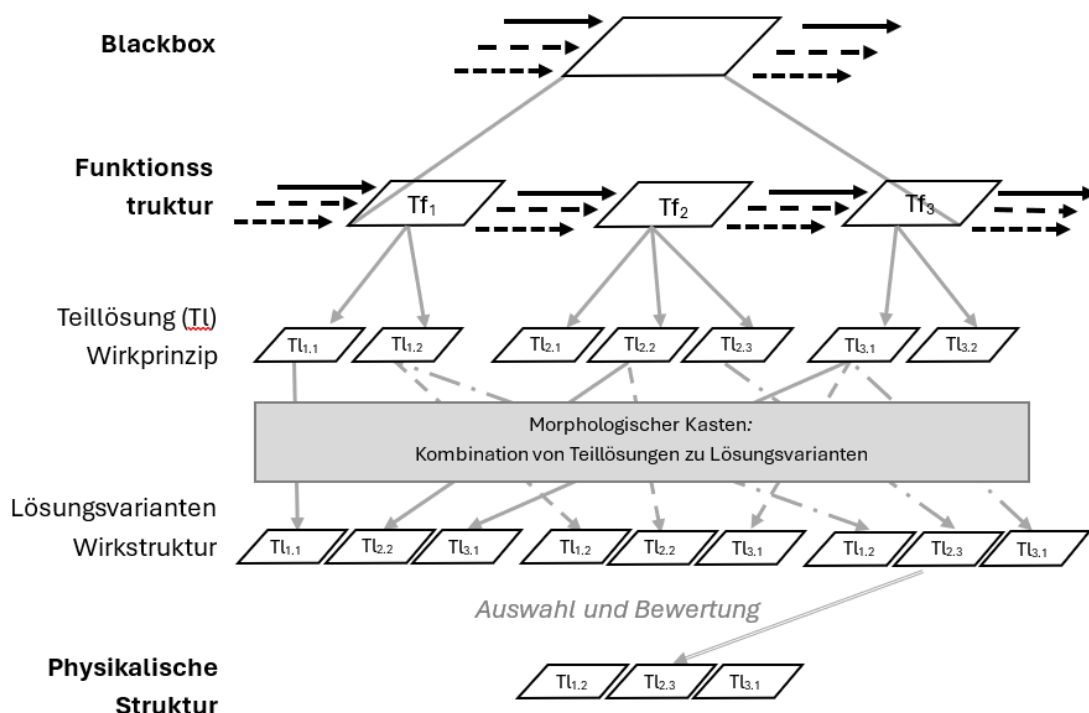 Blackbox
Funktionss
truktur
Tf₁ Tf₂ Tf₃
Teillösung (Tl)
Wirkprinzip
Tl₁.₁ Tl₁.₂ Tl₂.₁ Tl₂.₂ Tl₂.₃ Tl₃.₁ Tl₃.₂
Morphologischer Kasten:
Kombination von Teillösungen zu Lösungsvarianten
Lösungsvarianten
Wirkstruktur
Tl₁.₁ Tl₂.₂ Tl₃.₁ Tl₁.₂ Tl₂.₂ Tl₃.₁ Tl₁.₂ Tl₂.₃ Tl₃.₁
Auswahl und Bewertung
Physikalische
Struktur
Tl₁.₂ Tl₂.₃ Tl₃.₁